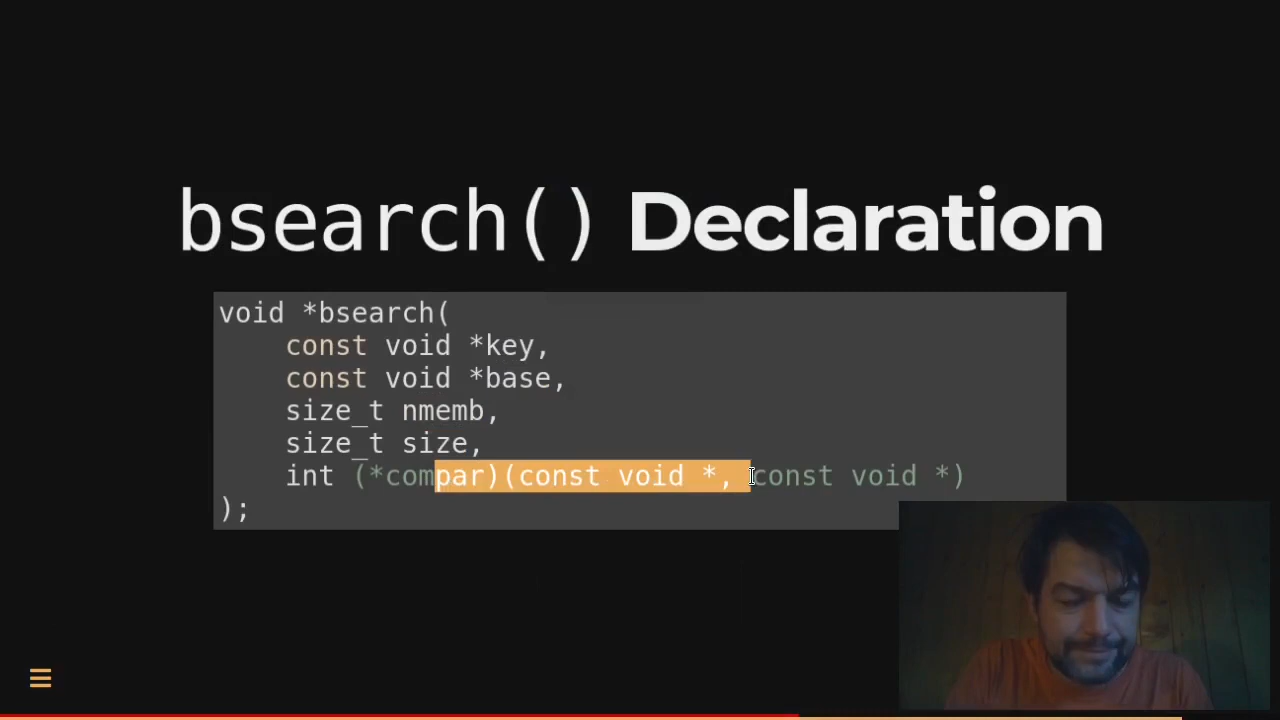 bsearch() Declaration
void *bsearch(
    const void *key,
    const void *base,
    size_t nmemb,
    size_t size,
    int (*compar)(const void *, const void *)
);